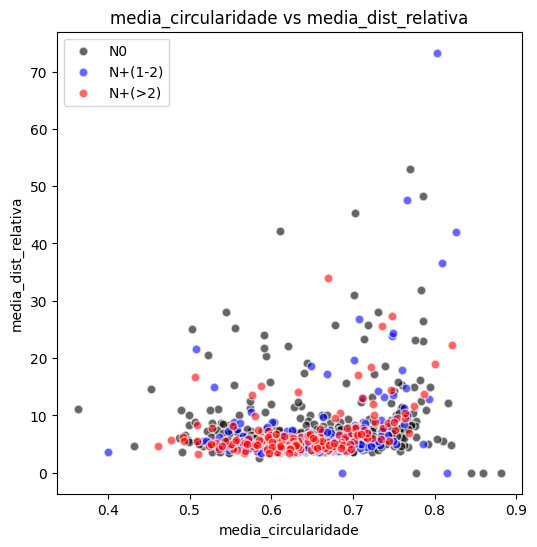 media_circularidade vs media_dist_relativa
N0
N+(1-2)
N+(>2)
media_dist_relativa
70
60
50
40
30
20
10
0
0.4 0.5 0.6 0.7 0.8 0.9
media_circularidade